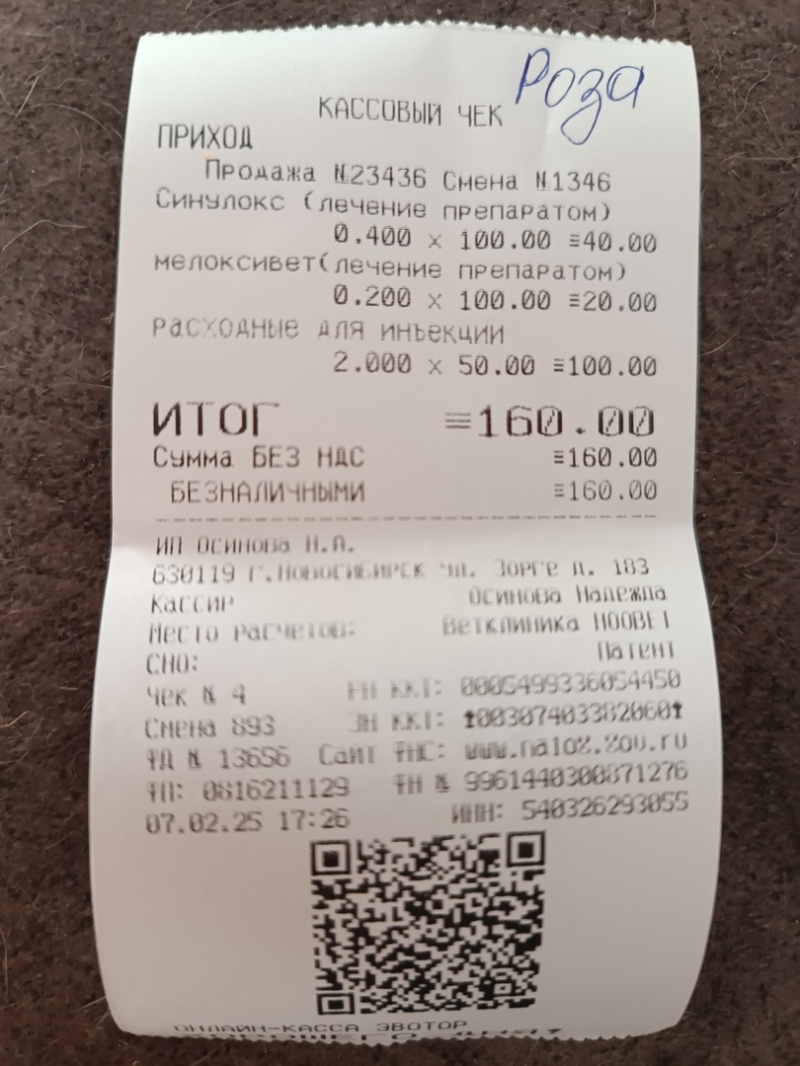 Роза
КАССОВЫЙ ЧЕК
ПРИХОД
Продажа №23436 Смена №1346
Синулокс (лечение препаратом)
0.400 x 100.00 =40.00
мелоксивет(лечение препаратом)
0.200 x 100.00 =20.00
расходные для инъекции
2.000 x 50.00 =100.00
ИТОГ =160.00
Сумма БЕЗ НДС =160.00
БЕЗНАЛИЧНЫМИ =160.00
ИП Осинова Н.А.
630119 г.Новосибирск ул. Зорге д. 183
Кассир Осинова Надежда
Место расчетов: Ветклиника НООВЕТ
СНО: Патент
Чек № 4 РН ККТ: 0005499336054450
Смена 893 ЗН ККТ: 00307403382060
ФД № 13656 Сайт ФНС: www.nalog.gov.ru
ФП: 0816211129 ФН № 9961440300871276
07.02.25 17:26 ИНН: 540326293055
ОНЛАЙН-КАССА ЭВОТОР